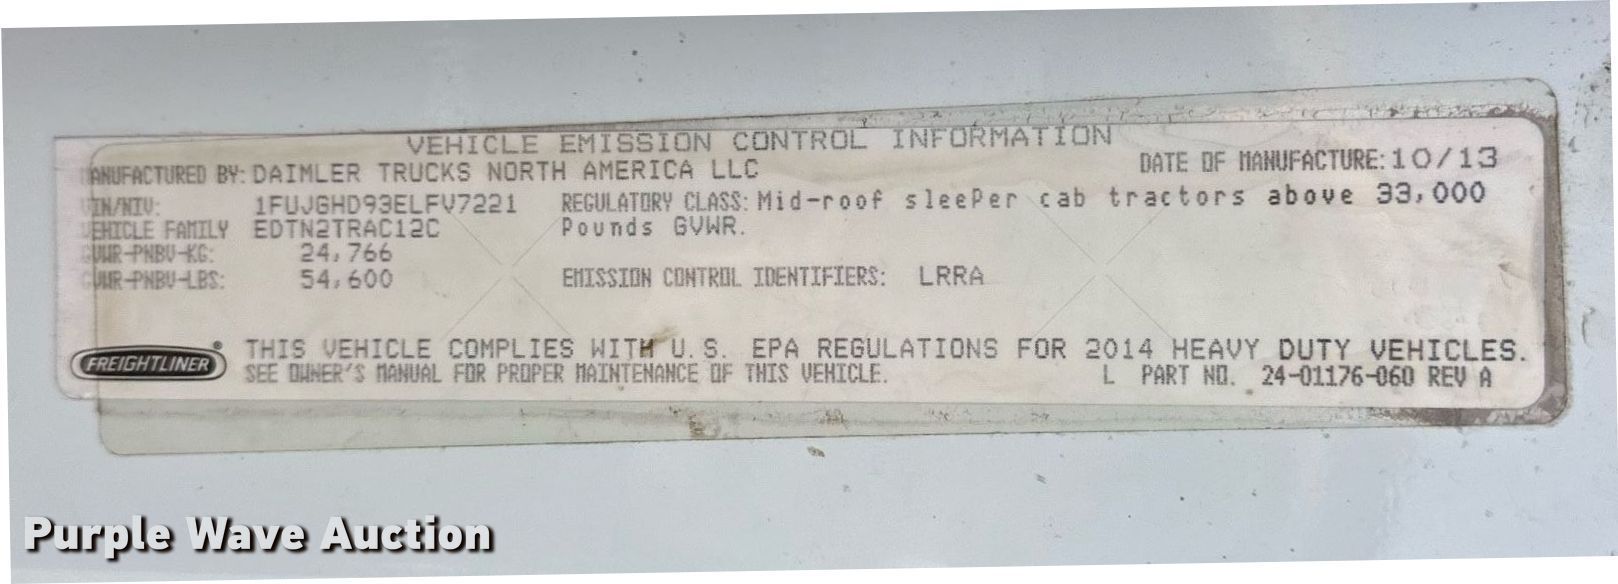 VEHICLE EMISSION CONTROL INFORMATION
MANUFACTURED BY: DAIMLER TRUCKS NORTH AMERICA LLC DATE OF MANUFACTURE: 10/13
VIN/NIV: 1FUJGHD93ELFV7221 REGULATORY CLASS: Mid-roof sleePer cab tractors above 33,000
VEHICLE FAMILY EDTN2TRAC12C Pounds GVWR.
GVWR-PNBV-KG: 24,766
GVWR-PNBV-LBS: 54,600 EMISSION CONTROL IDENTIFIERS: LRRA
FREIGHTLINER® THIS VEHICLE COMPLIES WITH U.S. EPA REGULATIONS FOR 2014 HEAVY DUTY VEHICLES.
SEE OWNER'S MANUAL FOR PROPER MAINTENANCE OF THIS VEHICLE. L PART NO. 24-01176-060 REV A
Purple Wave Auction